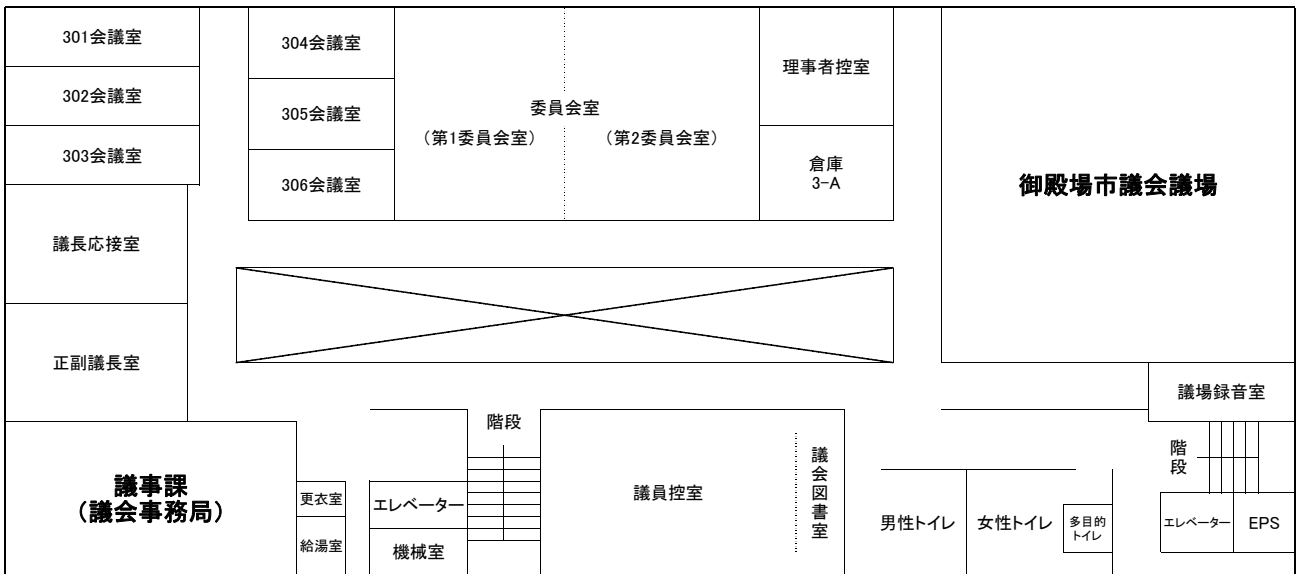 301会議室
302会議室
303会議室
議長応接室
正副議長室
議事課
（議会事務局）
304会議室
305会議室
306会議室
委員会室
（第1委員会室）
（第2委員会室）
理事者控室
倉庫
3-A
御殿場市議会議場
議場録音室
更衣室
給湯室
エレベーター
機械室
階段
議員控室
議会図書室
男性トイレ
女性トイレ
多目的
トイレ
階段
エレベーター
EPS